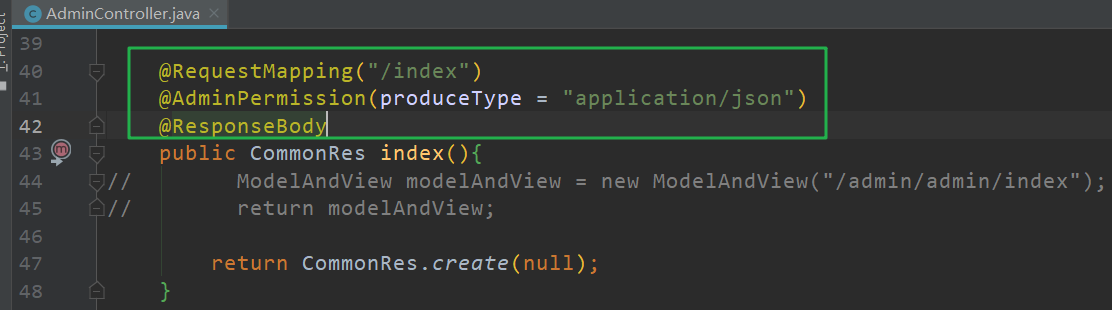 AdminController.java ×
1: Project
39
40 @RequestMapping("/index")
41 @AdminPermission(produceType = "application/json")
42 @ResponseBody
43 public CommonRes index(){
44 // ModelAndView modelAndView = new ModelAndView("/admin/admin/index");
45 // return modelAndView;
46
47 return CommonRes.create(null);
48 }